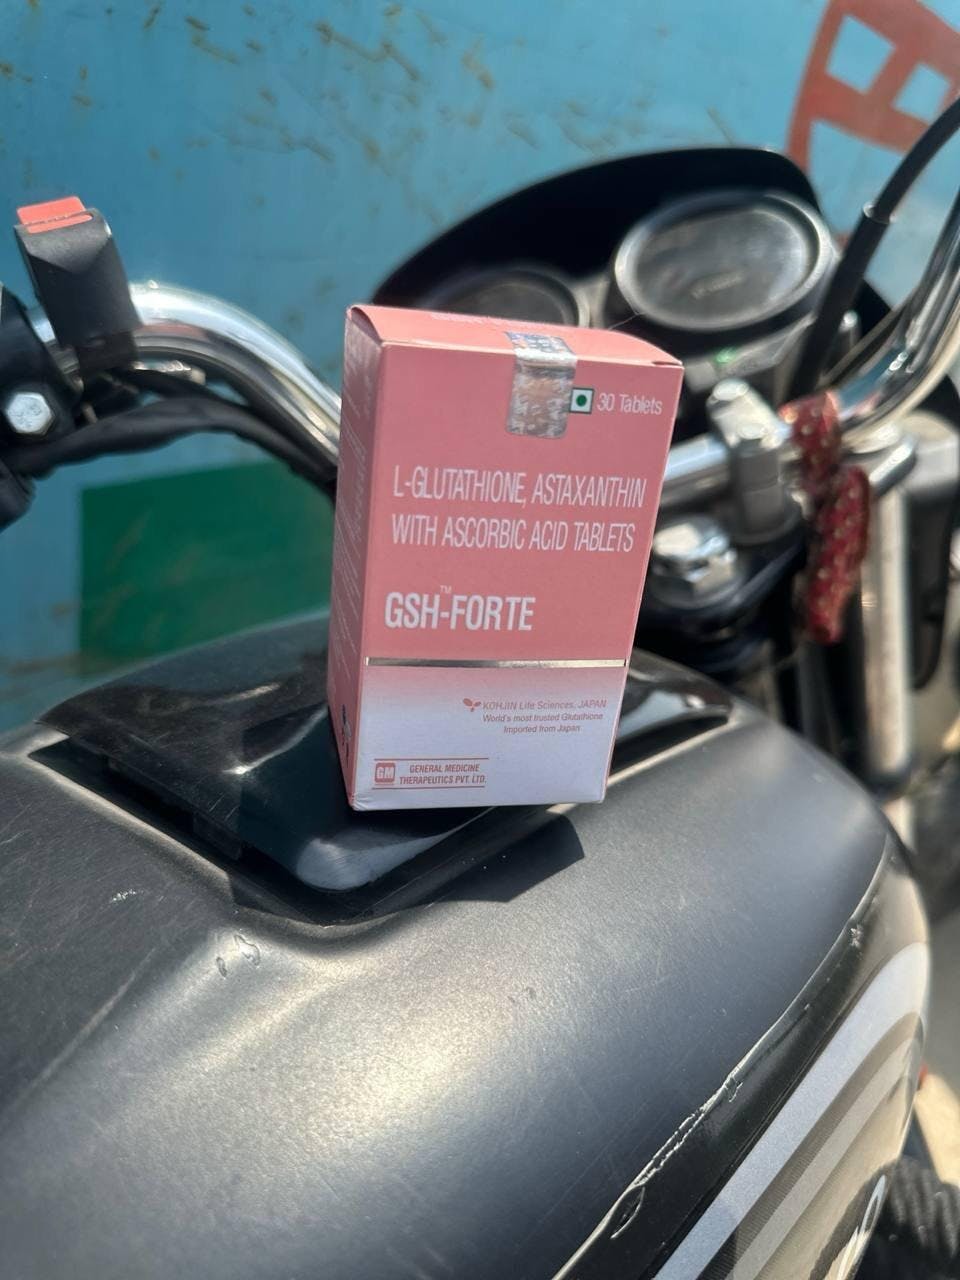 30 Tablets
L-GLUTATHIONE, ASTAXANTHIN
WITH ASCORBIC ACID TABLETS
GSH-FORTE™
KOHJIN Life Sciences, JAPAN
World's most trusted Glutathione
Imported from Japan
GM GENERAL MEDICINE
THERAPEUTICS PVT. LTD.